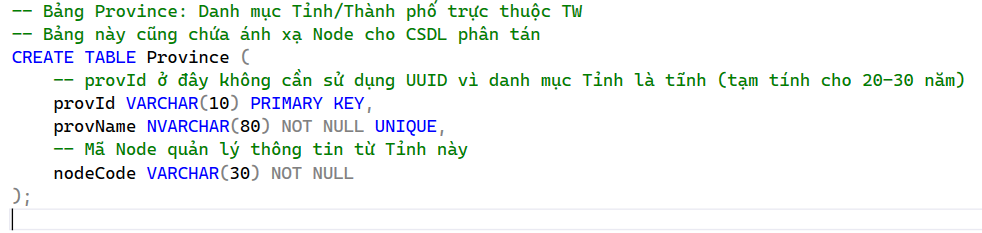 -- Bảng Province: Danh mục Tỉnh/Thành phố trực thuộc TW
-- Bảng này cũng chứa ánh xạ Node cho CSDL phân tán
CREATE TABLE Province (
    -- provId ở đây không cần sử dụng UUID vì danh mục Tỉnh là tĩnh (tạm tính cho 20-30 năm)
    provId VARCHAR(10) PRIMARY KEY,
    provName NVARCHAR(80) NOT NULL UNIQUE,
    -- Mã Node quản lý thông tin từ Tỉnh này
    nodeCode VARCHAR(30) NOT NULL
);